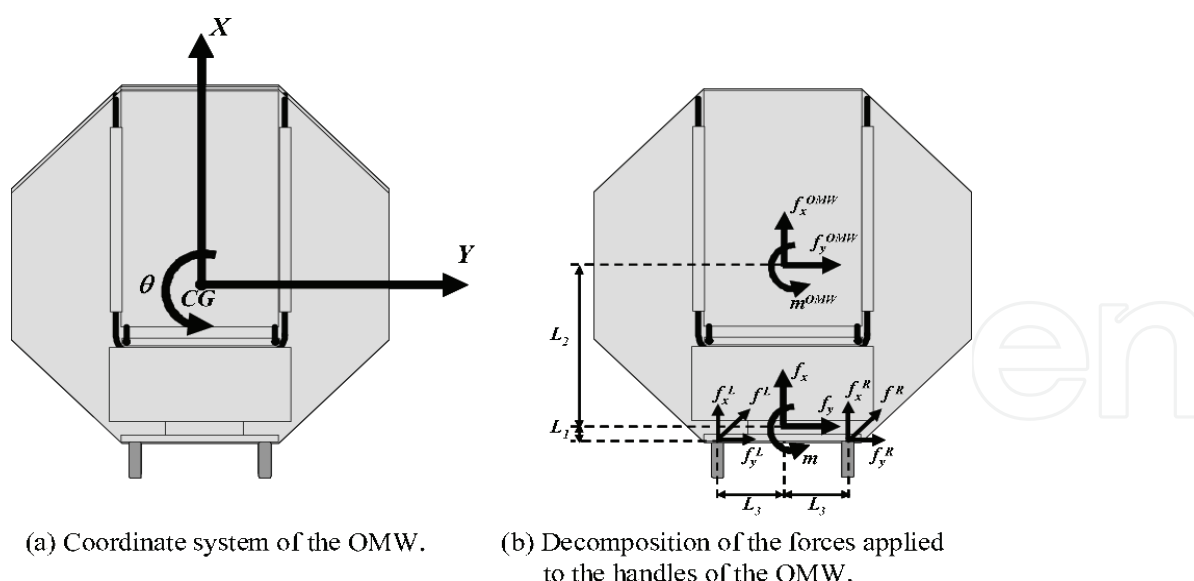 X
Y
θ
CG
f_x^OMW
f_y^OMW
m^OMW
L_2
f_x
f_y
m
L_1
f_x^L f^L
f_y^L
f_x^R f^R
f_y^R
L_3 L_3
en
(a) Coordinate system of the OMW.
(b) Decomposition of the forces applied
to the handles of the OMW.